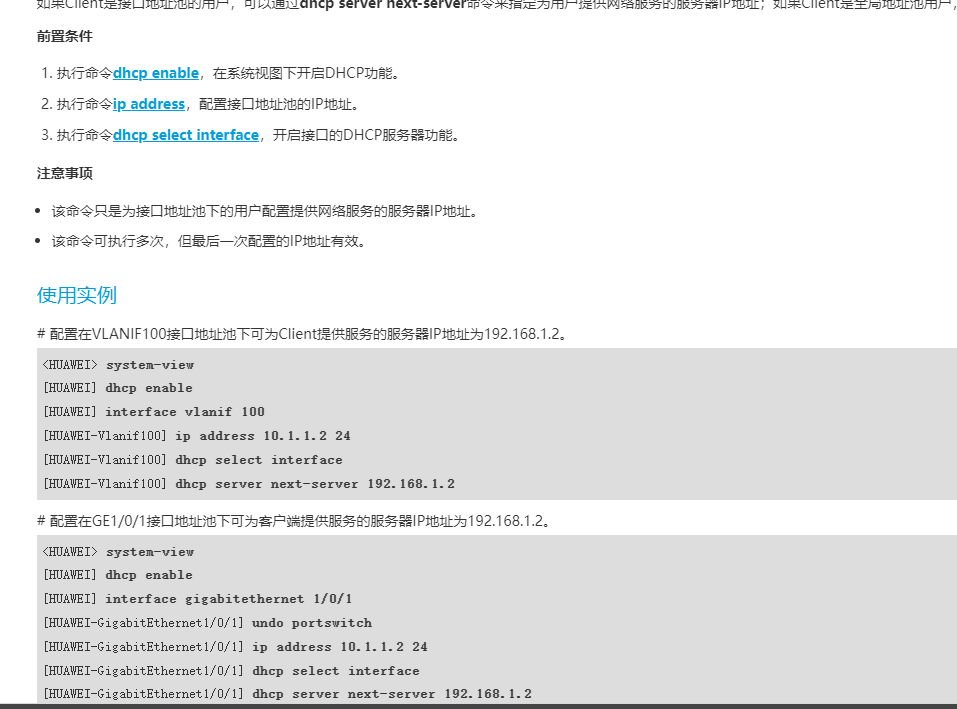 如果Client是接口地址池的用户，可以通过dhcp server next-server命令来指定为用户提供网络服务的服务器IP地址；如果Client是全局地址池用户，
前置条件
1. 执行命令dhcp enable，在系统视图下开启DHCP功能。
2. 执行命令ip address，配置接口地址池的IP地址。
3. 执行命令dhcp select interface，开启接口的DHCP服务器功能。
注意事项
• 该命令只是为接口地址池下的用户配置提供网络服务的服务器IP地址。
• 该命令可执行多次，但最后一次配置的IP地址有效。
使用实例
# 配置在VLANIF100接口地址池下可为Client提供服务的服务器IP地址为192.168.1.2。
<HUAWEI> system-view
[HUAWEI] dhcp enable
[HUAWEI] interface vlanif 100
[HUAWEI-Vlanif100] ip address 10.1.1.2 24
[HUAWEI-Vlanif100] dhcp select interface
[HUAWEI-Vlanif100] dhcp server next-server 192.168.1.2
# 配置在GE1/0/1接口地址池下可为客户端提供服务的服务器IP地址为192.168.1.2。
<HUAWEI> system-view
[HUAWEI] dhcp enable
[HUAWEI] interface gigabitethernet 1/0/1
[HUAWEI-GigabitEthernet1/0/1] undo portswitch
[HUAWEI-GigabitEthernet1/0/1] ip address 10.1.1.2 24
[HUAWEI-GigabitEthernet1/0/1] dhcp select interface
[HUAWEI-GigabitEthernet1/0/1] dhcp server next-server 192.168.1.2